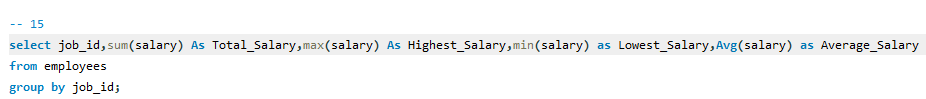 -- 15
select job_id,sum(salary) As Total_Salary,max(salary) As Highest_Salary,min(salary) as Lowest_Salary,Avg(salary) as Average_Salary
from employees
group by job_id;